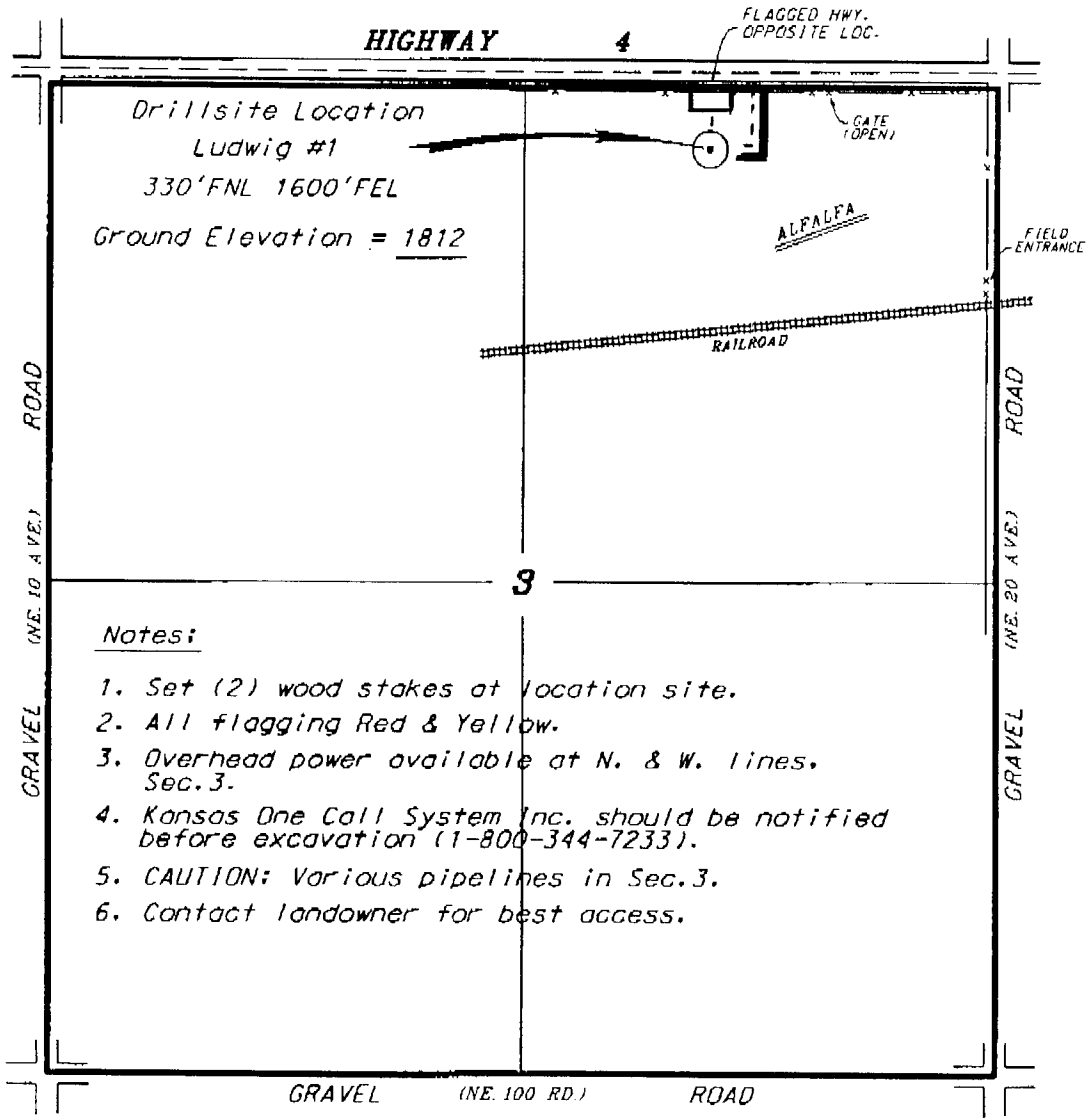 FLAGGED HWY.
OPPOSITE LOC.
HIGHWAY 4
Drillsite Location
Ludwig #1
330'FNL 1600'FEL
Ground Elevation = 1812
GATE
(OPEN)
ALFALFA
FIELD
ENTRANCE
RAILROAD
GRAVEL (NE. 10 AVE.) ROAD
GRAVEL (NE. 20 AVE.) ROAD
3
Notes:
1. Set (2) wood stakes at location site.
2. All flagging Red & Yellow.
3. Overhead power available at N. & W. lines.
Sec.3.
4. Kansas One Call System Inc. should be notified
before excavation (1-800-344-7233).
5. CAUTION: Various pipelines in Sec.3.
6. Contact landowner for best access.
GRAVEL (NE. 100 RD.) ROAD